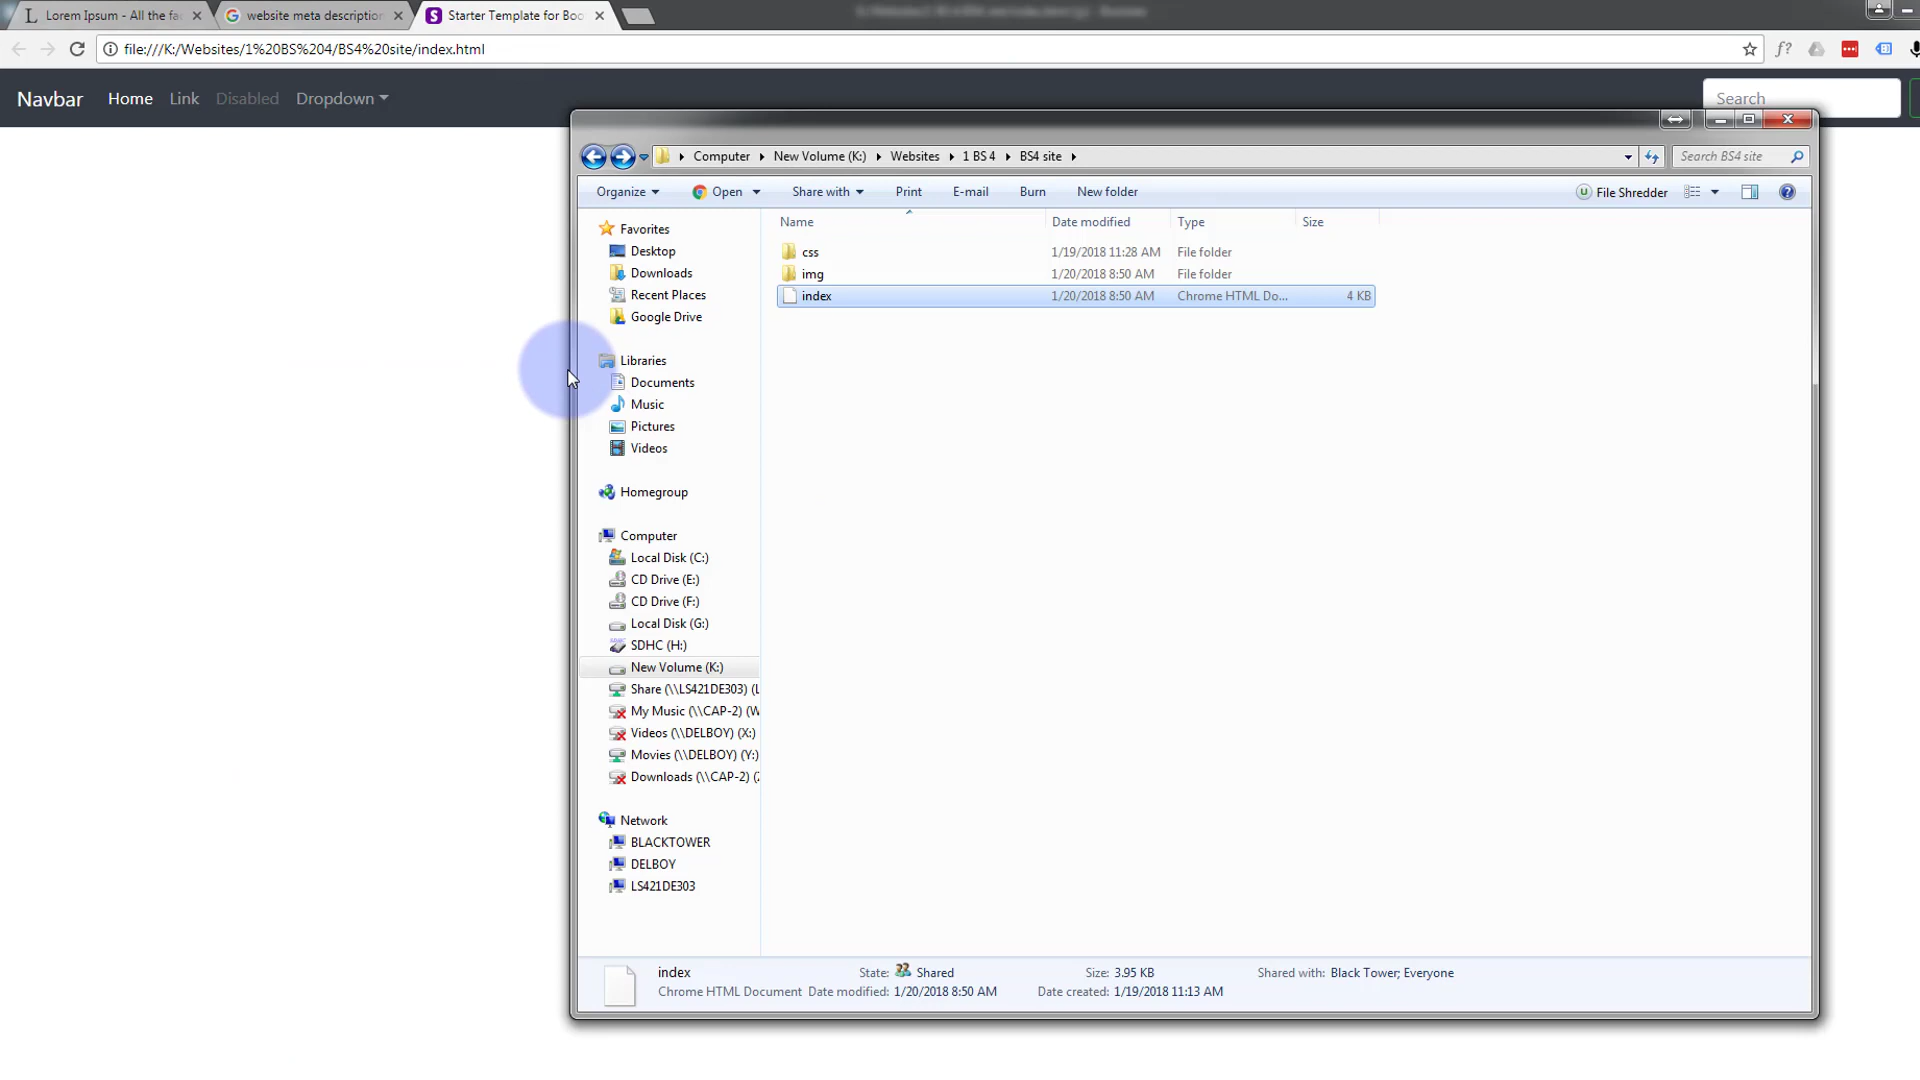 Lorem Ipsum - All the fa
website meta description
Starter Template for Boo
file:///K:/Websites/1%20BS%204/BS4%20site/index.html
Navbar Home Link Disabled Dropdown Search
Computer New Volume (K:) Websites 1 BS 4 BS4 site Search BS4 site
Organize Open Share with Print E-mail Burn New folder File Shredder
Name Date modified Type Size
css 1/19/2018 11:28 AM File folder
img 1/20/2018 8:50 AM File folder
index 1/20/2018 8:50 AM Chrome HTML Do... 4 KB
Favorites
Desktop
Downloads
Recent Places
Google Drive
Libraries
Documents
Music
Pictures
Videos
Homegroup
Computer
Local Disk (C:)
CD Drive (E:)
CD Drive (F:)
Local Disk (G:)
SDHC (H:)
New Volume (K:)
Share (\\LS421DE303) (L
My Music (\\CAP-2) (W
Videos (\\DELBOY) (X:)
Movies (\\DELBOY) (Y:)
Downloads (\\CAP-2) (Z
Network
BLACKTOWER
DELBOY
LS421DE303
index State: Shared Size: 3.95 KB Shared with: Black Tower; Everyone
Chrome HTML Document Date modified: 1/20/2018 8:50 AM Date created: 1/19/2018 11:13 AM